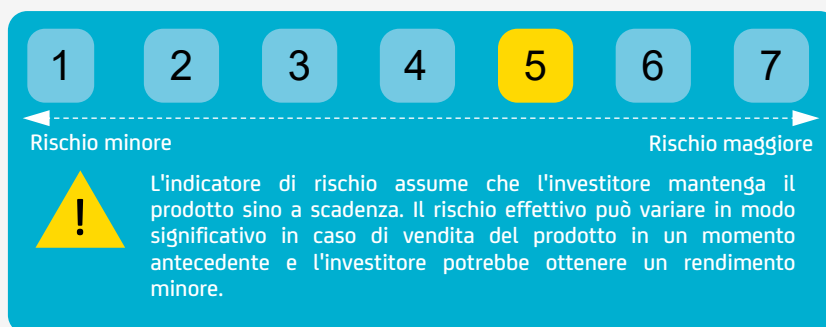 1 2 3 4 5 6 7
Rischio minore Rischio maggiore
!
L'indicatore di rischio assume che l'investitore mantenga il
prodotto sino a scadenza. Il rischio effettivo può variare in modo
significativo in caso di vendita del prodotto in un momento
antecedente e l'investitore potrebbe ottenere un rendimento
minore.